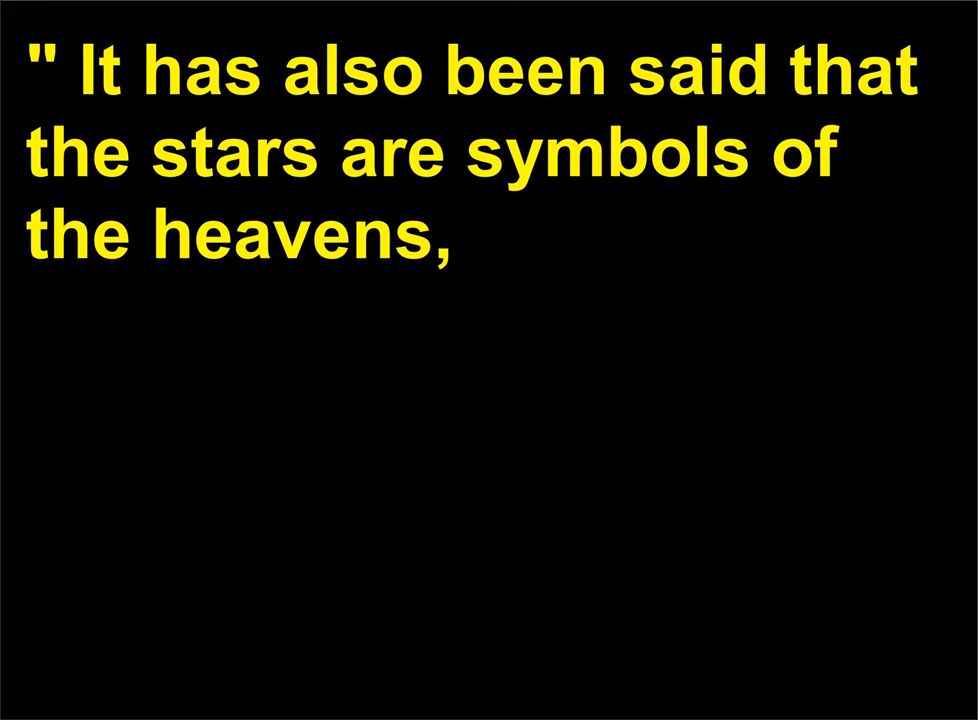 " It has also been said that
the stars are symbols of
the heavens,